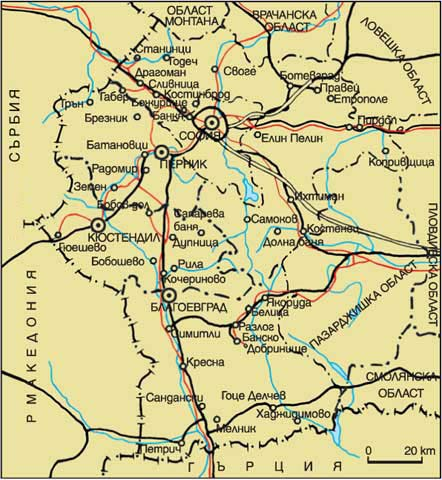 ОБЛАСТ
МОНТАНА
ВРАЧАНСКА
ОБЛАСТ
ЛОВЕШКА ОБЛАСТ
Станинци
Годеч
Драгоман
Своге
Сливница
Ботевград
Правец
Габер
Костинброд
Етрополе
Трън
Божурище
Брезник
Банкя
СОФИЯ
Пирдоп
Елин Пелин
СЪРБИЯ
Батановци
ПЕРНИК
Копривщица
Радомир
Земен
Ихтиман
Бобов дол
Сапарева
баня
Самоков
Костенец
КЮСТЕНДИЛ
Дупница
Долна баня
Гюешево
ПЛОВДИВСКА ОБЛАСТ
Бобошево
Рила
Кочериново
ПАЗАРДЖИШКА ОБЛАСТ
БЛАГОЕВГРАД
Якоруда
Белица
Р МАКЕДОНИЯ
Симитли
Разлог
Банско
Добринище
Кресна
СМОЛЯНСКА
ОБЛАСТ
Сандански
Гоце Делчев
Хаджидимово
Мелник
Петрич
ГЪРЦИЯ
0 20 km